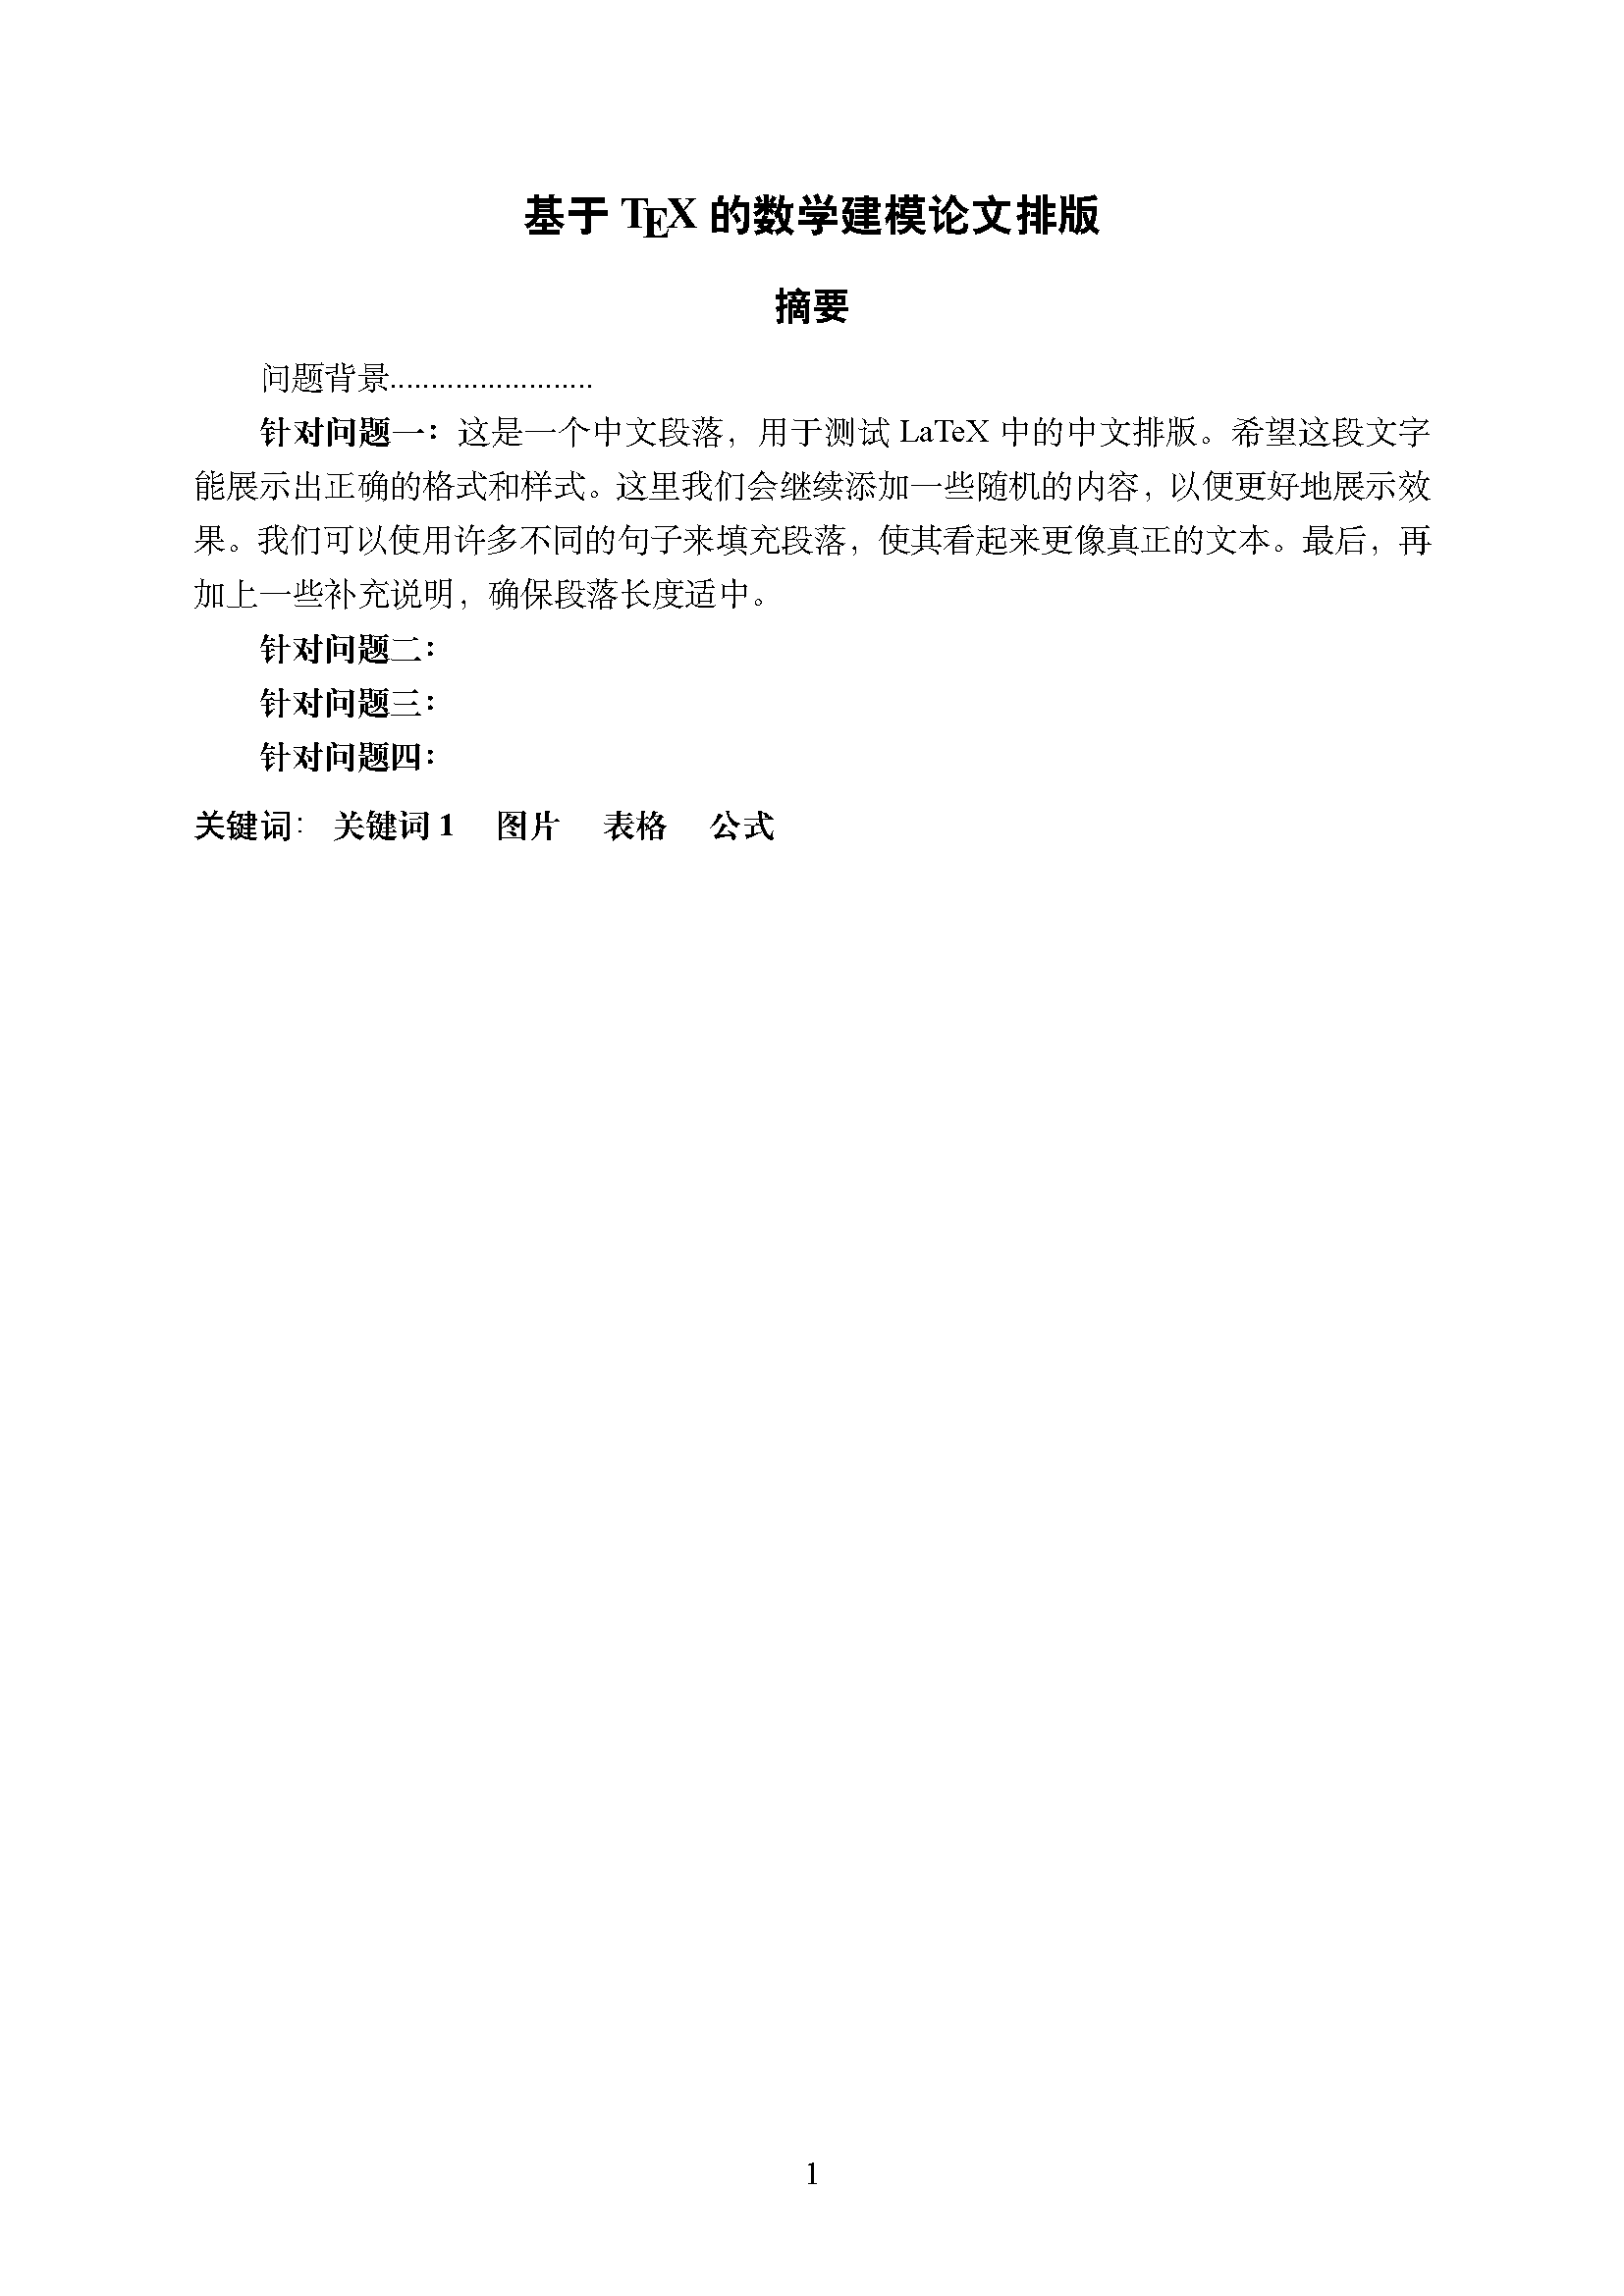 基于 TEX 的数学建模论文排版
摘要
问题背景.........................
针对问题一：这是一个中文段落，用于测试 LaTeX 中的中文排版。希望这段文字
能展示出正确的格式和样式。这里我们会继续添加一些随机的内容，以便更好地展示效
果。我们可以使用许多不同的句子来填充段落，使其看起来更像真正的文本。最后，再
加上一些补充说明，确保段落长度适中。
针对问题二：
针对问题三：
针对问题四：
关键词： 关键词 1 图片 表格 公式
1